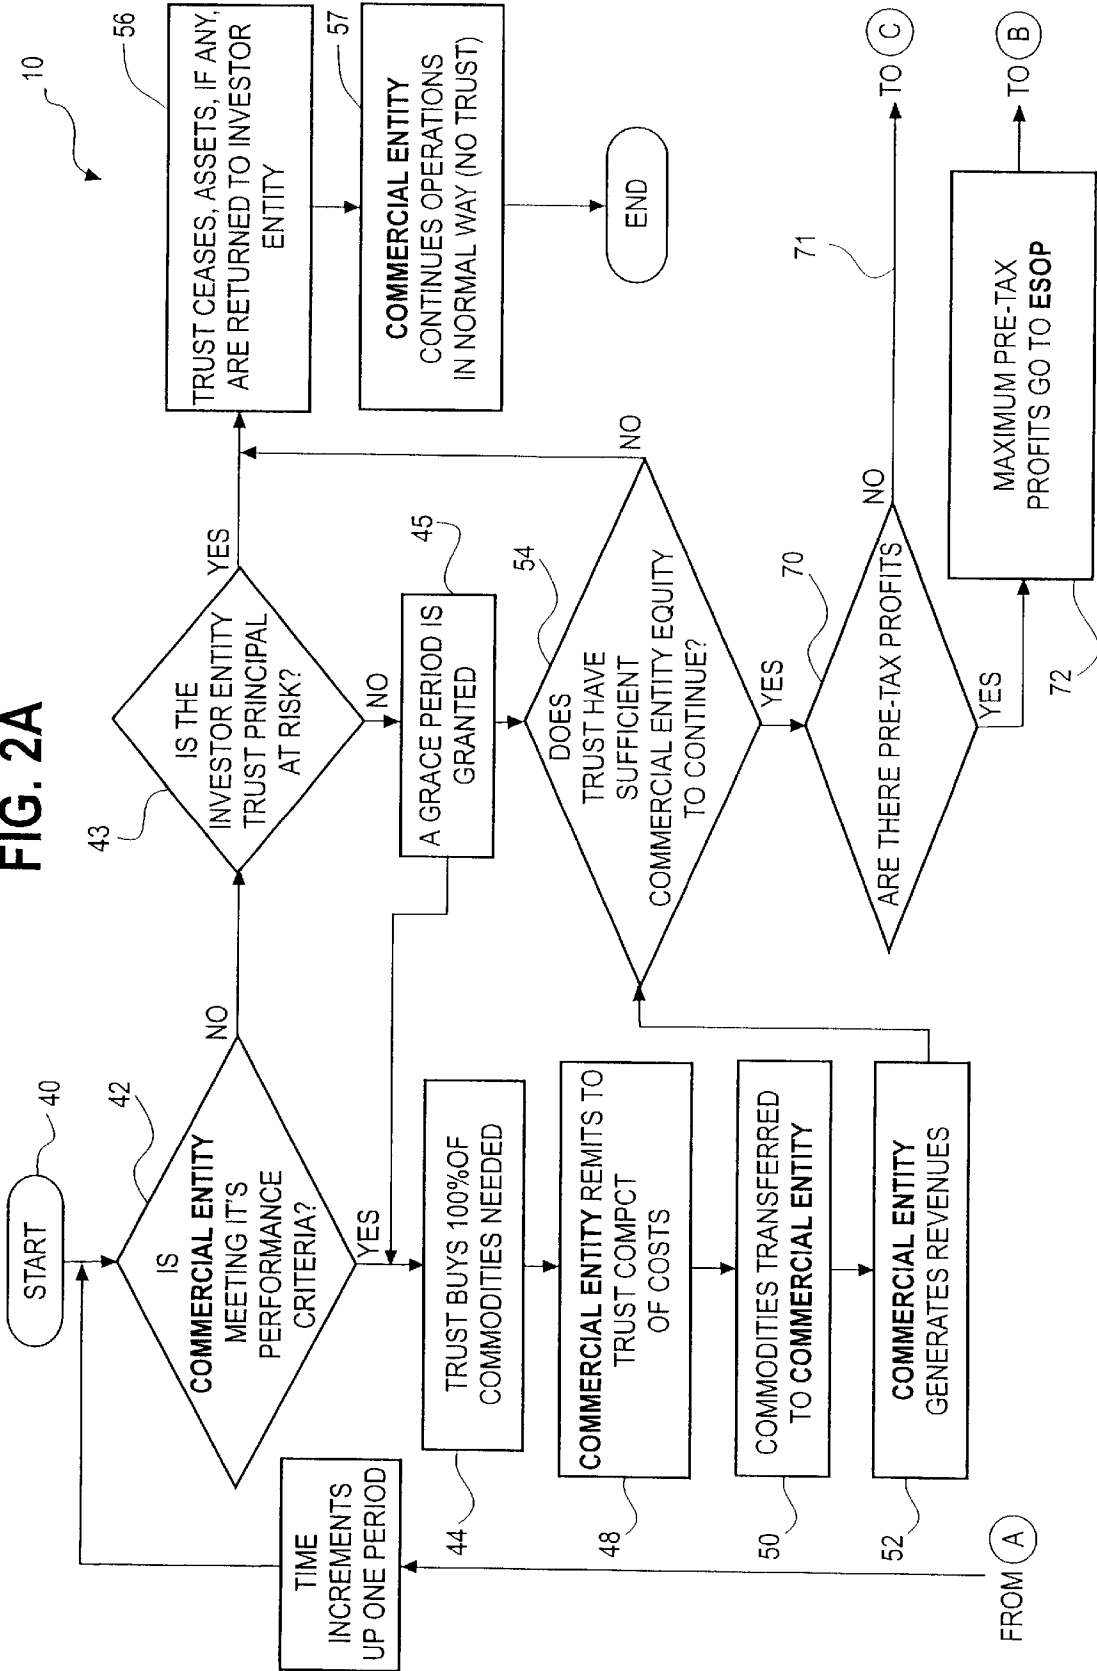 FIG. 2A
10
START
40
IS
COMMERCIAL ENTITY
MEETING IT'S
PERFORMANCE
CRITERIA?
42
NO
YES
TIME
INCREMENTS
UP ONE PERIOD
IS THE
INVESTOR ENTITY
TRUST PRINCIPAL
AT RISK?
43
YES
NO
TRUST CEASES, ASSETS, IF ANY,
ARE RETURNED TO INVESTOR
ENTITY
56
COMMERCIAL ENTITY
CONTINUES OPERATIONS
IN NORMAL WAY (NO TRUST)
57
END
A GRACE PERIOD IS
GRANTED
45
TRUST BUYS 100%OF
COMMODITIES NEEDED
44
COMMERCIAL ENTITY REMITS TO
TRUST COMPCT
OF COSTS
48
COMMODITIES TRANSFERRED
TO COMMERCIAL ENTITY
50
COMMERCIAL ENTITY
GENERATES REVENUES
52
DOES
TRUST HAVE
SUFFICIENT
COMMERCIAL ENTITY EQUITY
TO CONTINUE?
54
NO
YES
ARE THERE PRE-TAX PROFITS
70
NO
71
TO C
YES
MAXIMUM PRE-TAX
PROFITS GO TO ESOP
72
TO B
FROM A